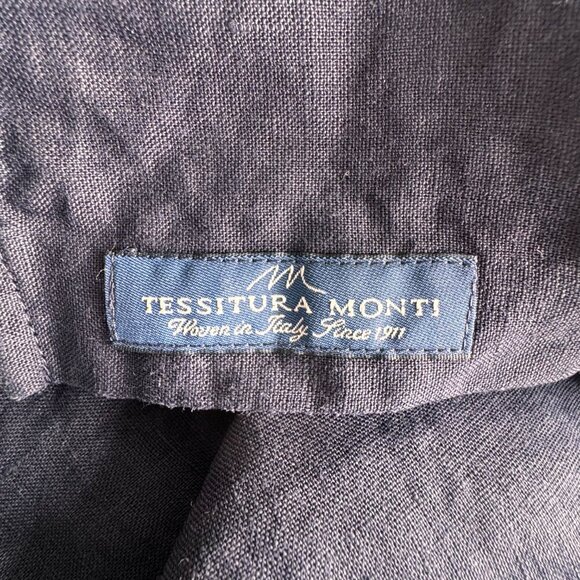 TESSITURA MONTI
Woven in Italy Since 1911